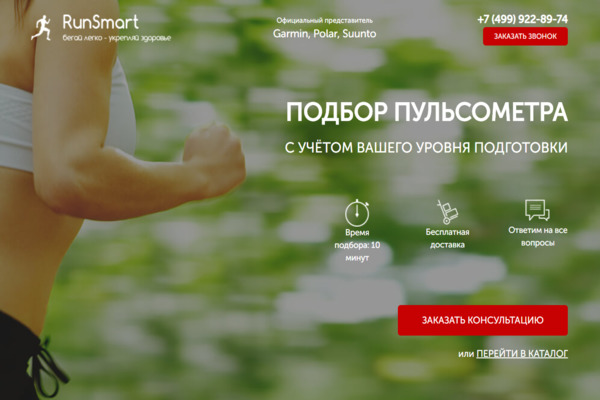 RunSmart
бегай легко - укрепляй здоровье
Официальный представитель
Garmin, Polar, Suunto
+7 (499) 922-89-74
ЗАКАЗАТЬ ЗВОНОК
ПОДБОР ПУЛЬСОМЕТРА
С УЧЁТОМ ВАШЕГО УРОВНЯ ПОДГОТОВКИ
Время
подбора: 10
минут
Бесплатная
доставка
Ответим на все
вопросы
ЗАКАЗАТЬ КОНСУЛЬТАЦИЮ
или ПЕРЕЙТИ В КАТАЛОГ